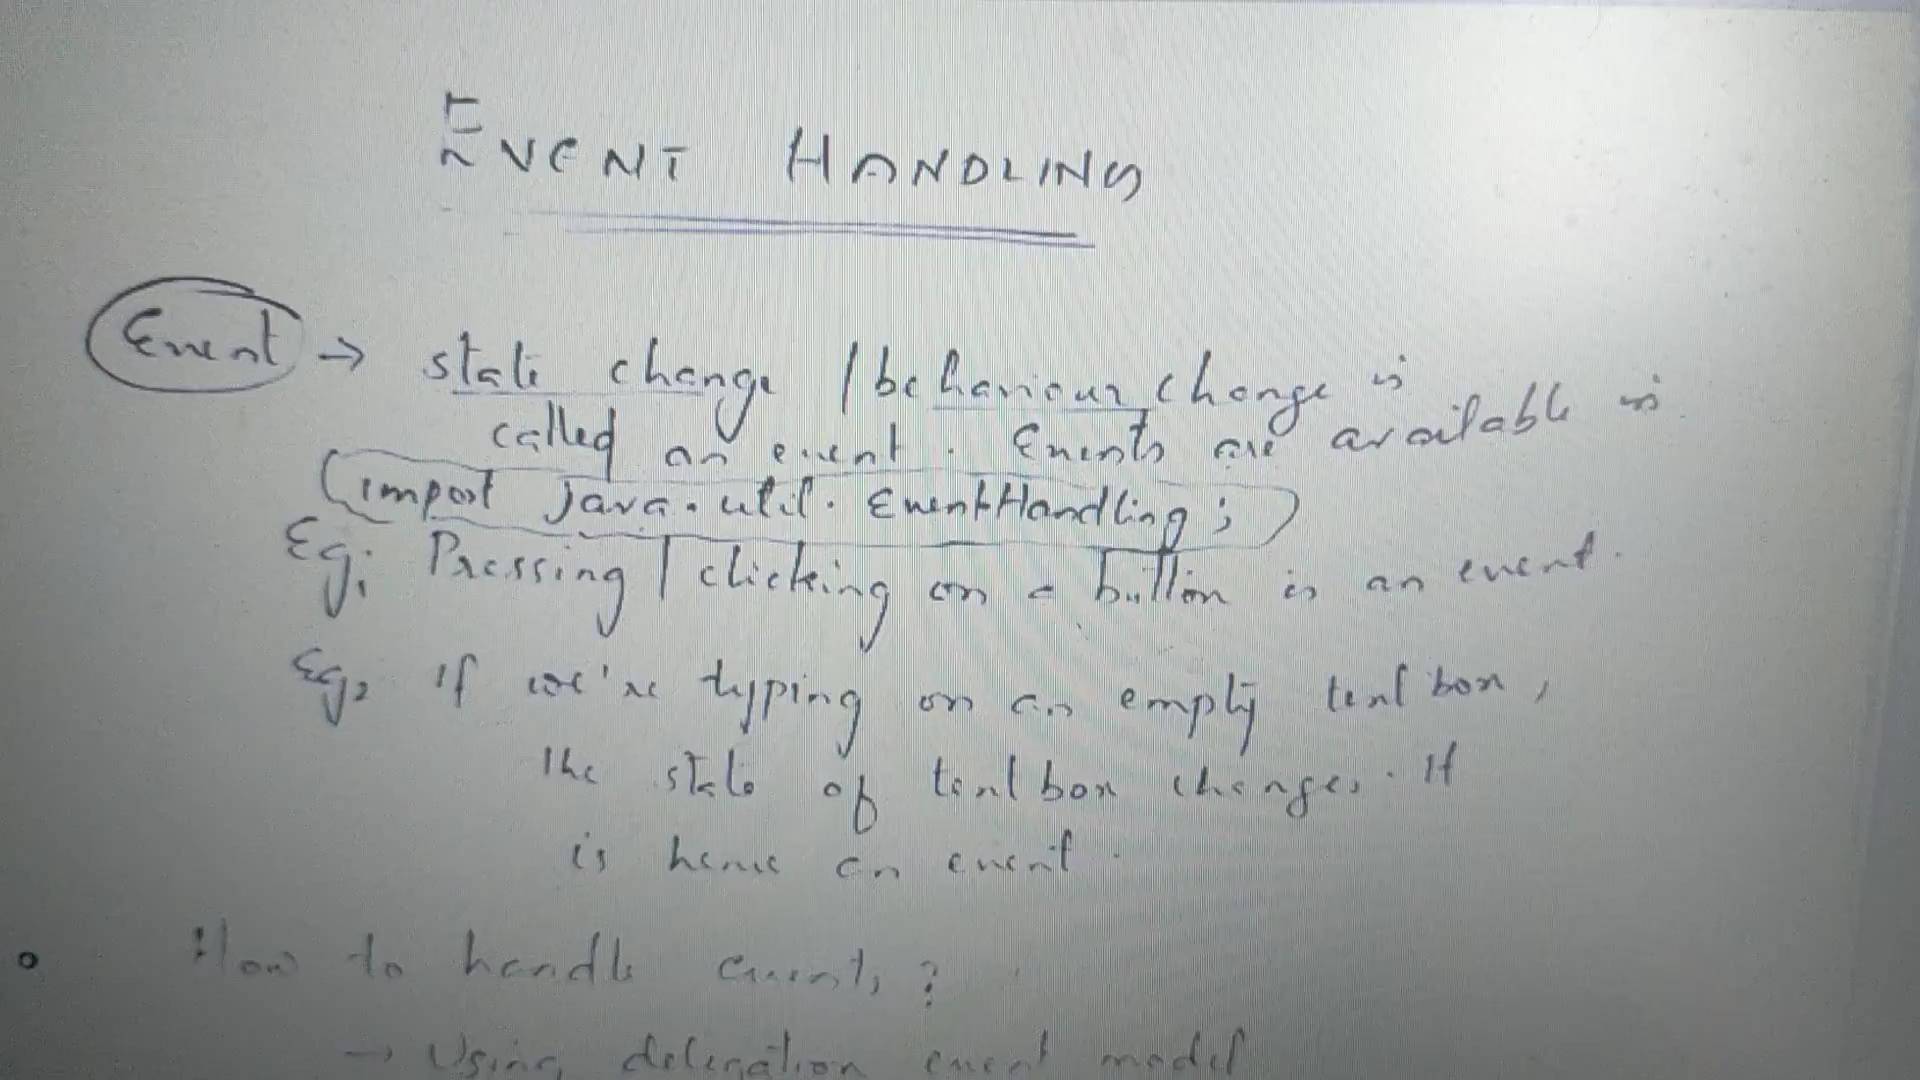 EVENT HANDLING
Event → state change / behaviour change is
called an event. Events are available in
(import java.util.EventHandling;)
Eg1 Pressing / clicking on a button is an event.
Eg2 If we're typing on an empty text box,
the state of text box changes. It
is hence an event.
How to handle events?
→ Using delegation event model